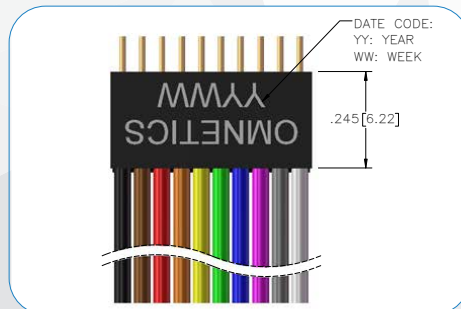 DATE CODE:
YY: YEAR
WW: WEEK
YYWW
OMNETICS
.245[6.22]